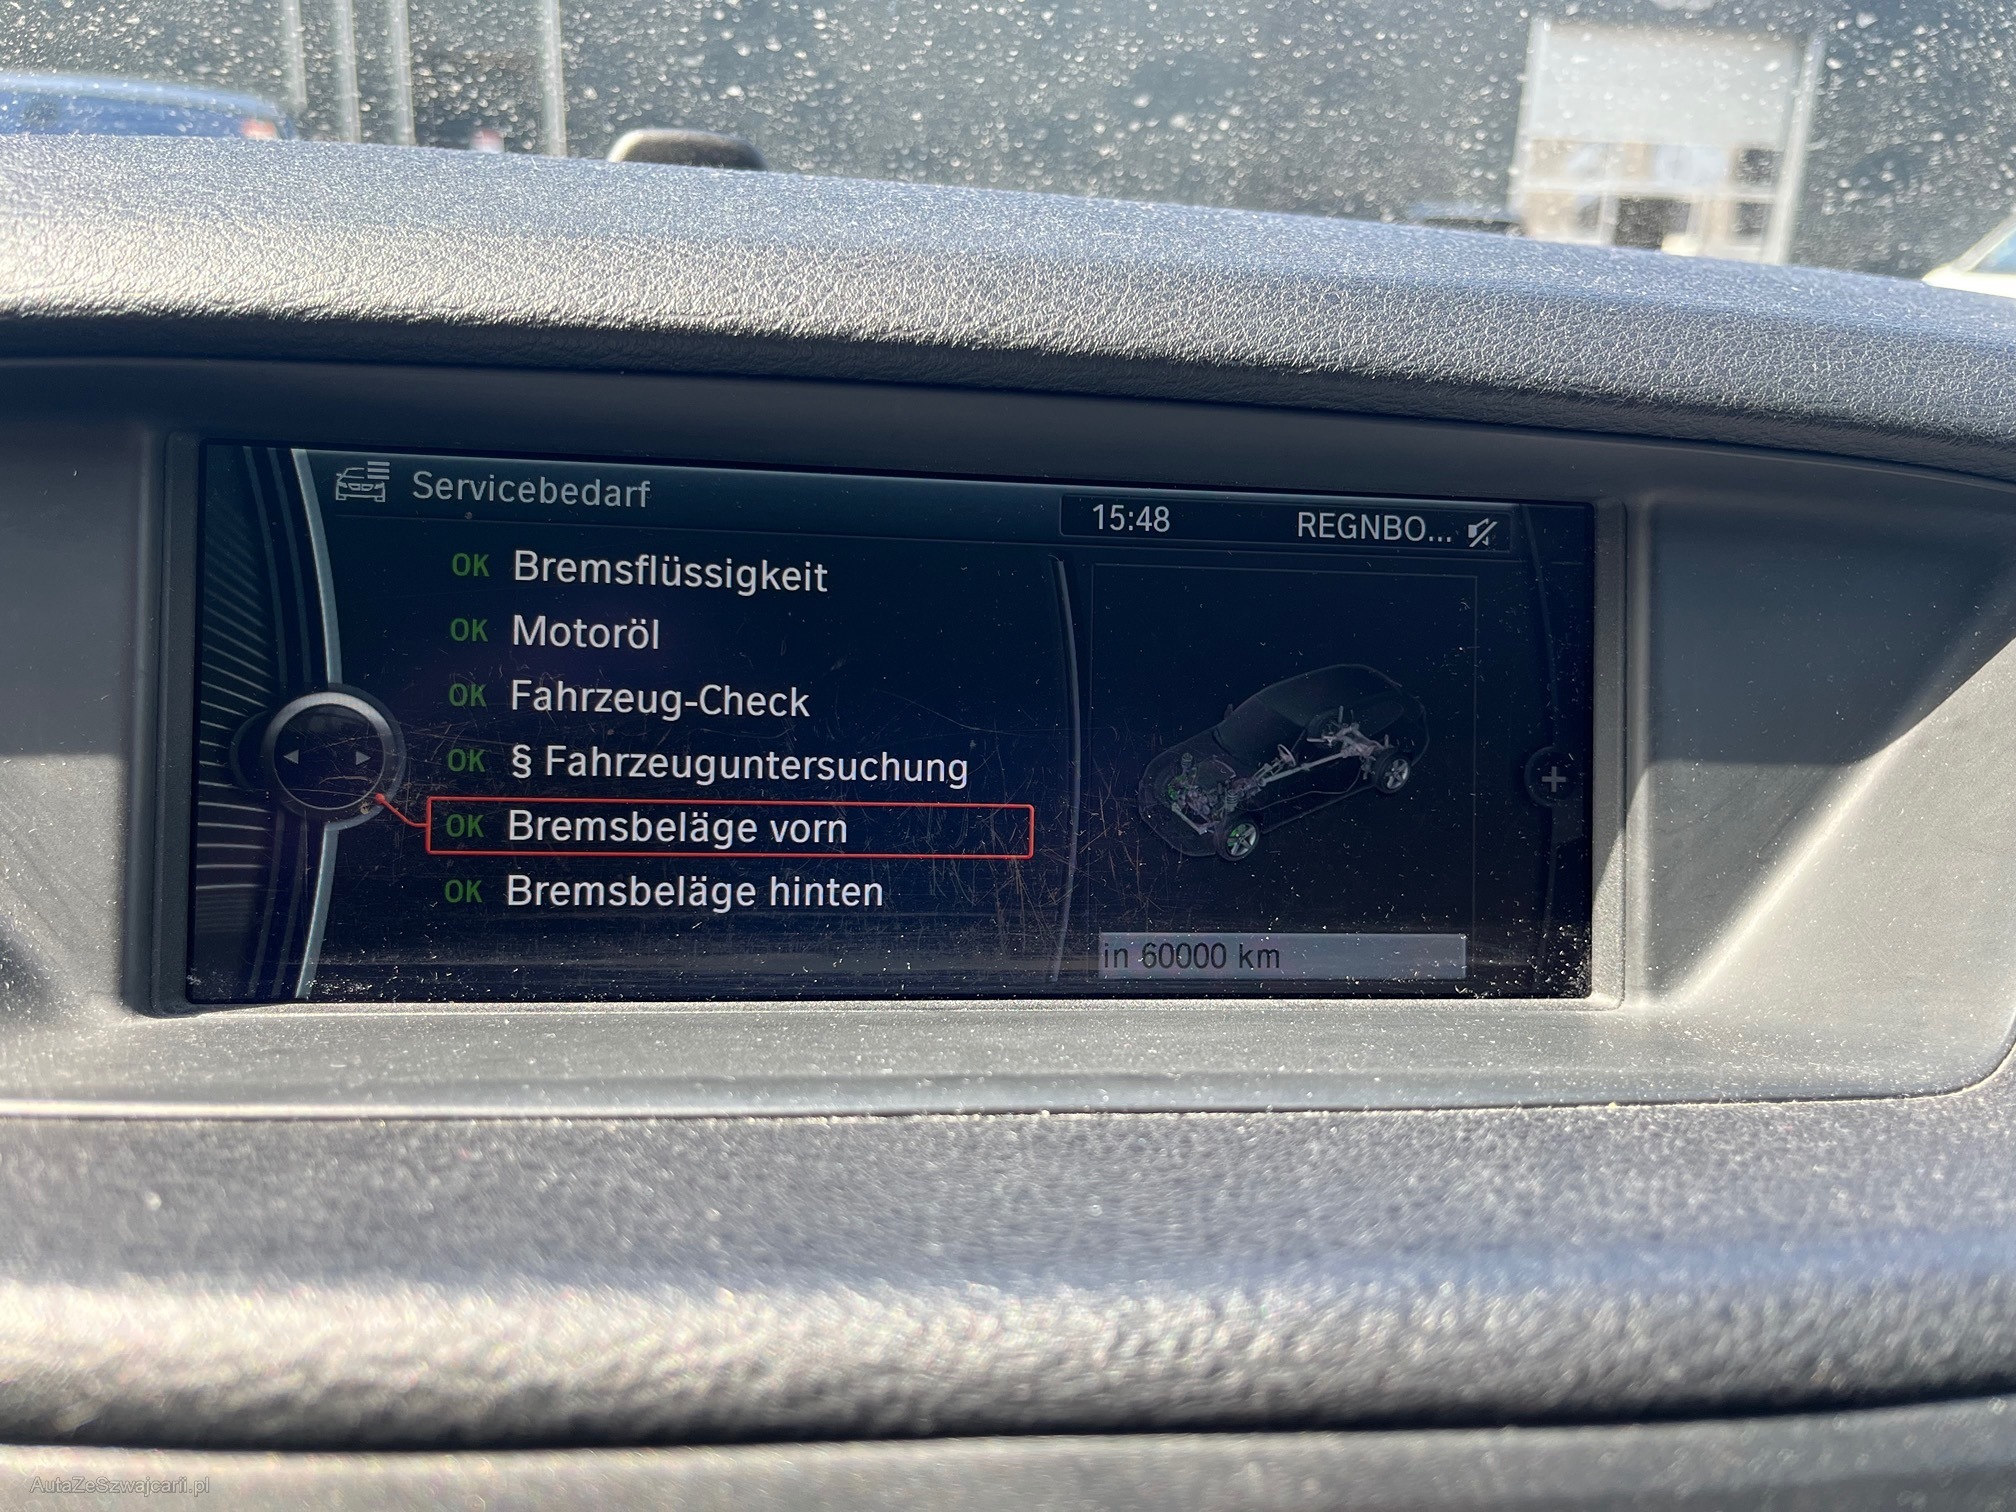 Servicebedarf
15:48 REGNBO...
OK Bremsflüssigkeit
OK Motoröl
OK Fahrzeug-Check
OK § Fahrzeuguntersuchung
OK Bremsbeläge vorn
OK Bremsbeläge hinten
in 60000 km
AutaZeSzwajcarii.pl